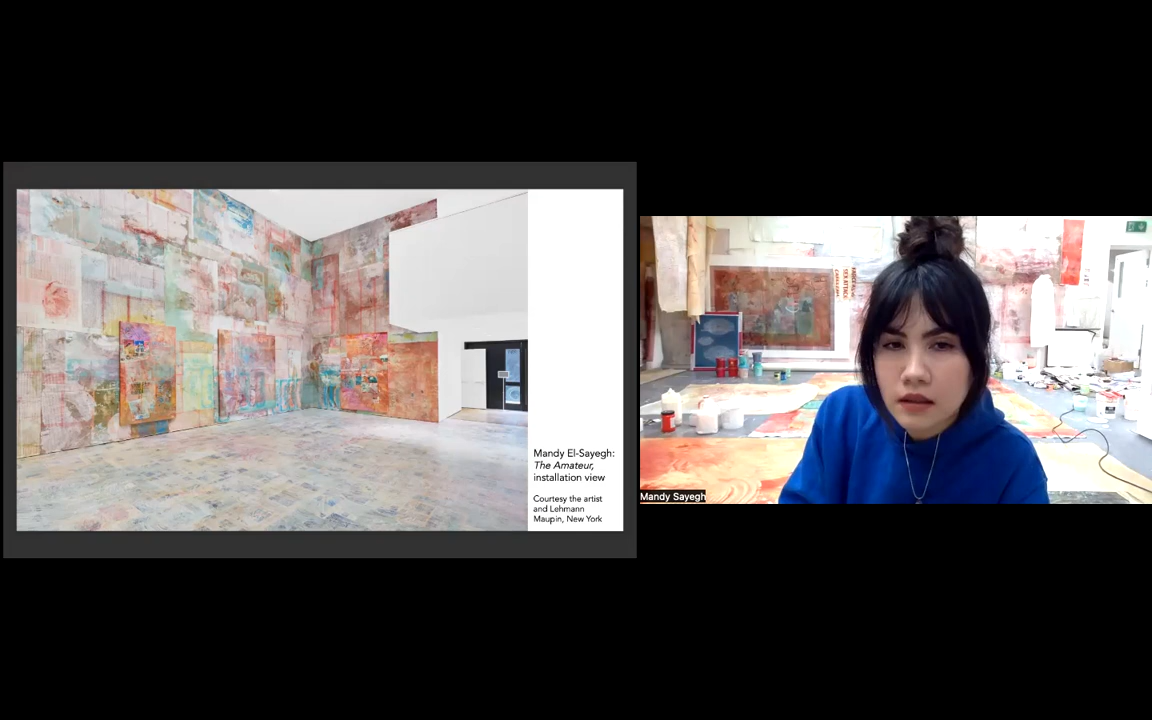 Mandy El-Sayegh:
The Amateur,
installation view
Courtesy the artist
and Lehmann
Maupin, New York
Mandy Sayegh